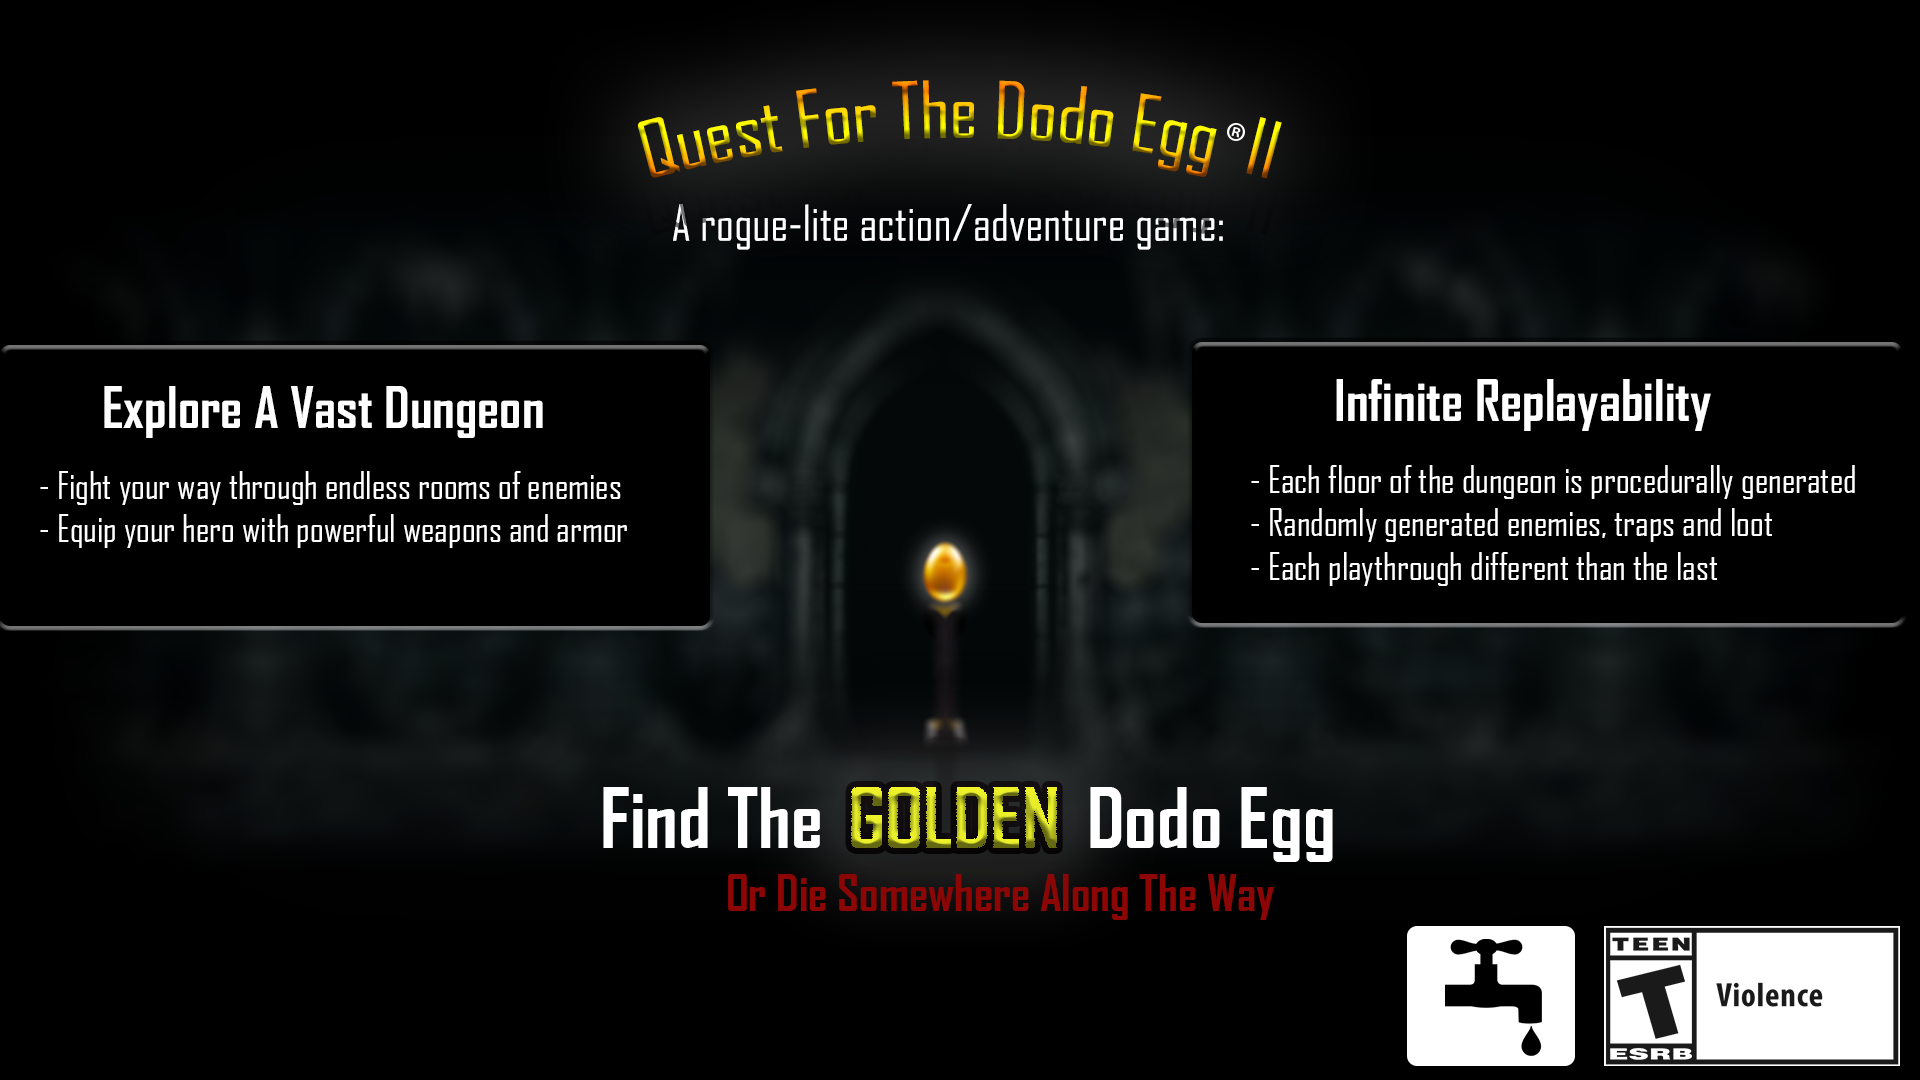 Quest For The Dodo Egg ® II
A rogue-lite action/adventure game:
Explore A Vast Dungeon
- Fight your way through endless rooms of enemies
- Equip your hero with powerful weapons and armor
Infinite Replayability
- Each floor of the dungeon is procedurally generated
- Randomly generated enemies, traps and loot
- Each playthrough different than the last
Find The GOLDEN Dodo Egg
Or Die Somewhere Along The Way
TEEN
T
ESRB
Violence